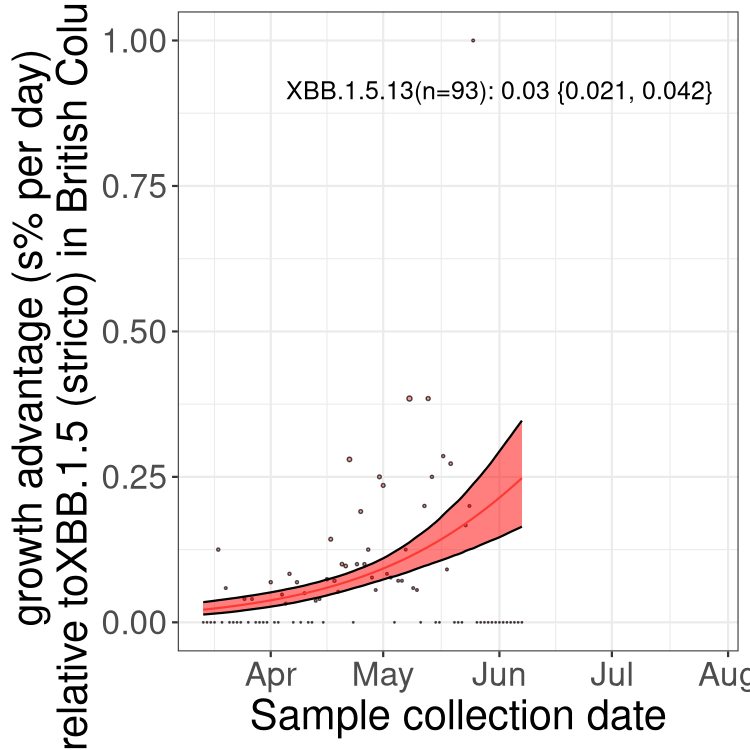 growth advantage (s% per day)
relative toXBB.1.5 (stricto) in British Colu
1.00
0.75
0.50
0.25
0.00
XBB.1.5.13(n=93): 0.03 {0.021, 0.042}
Apr May Jun Jul Aug
Sample collection date